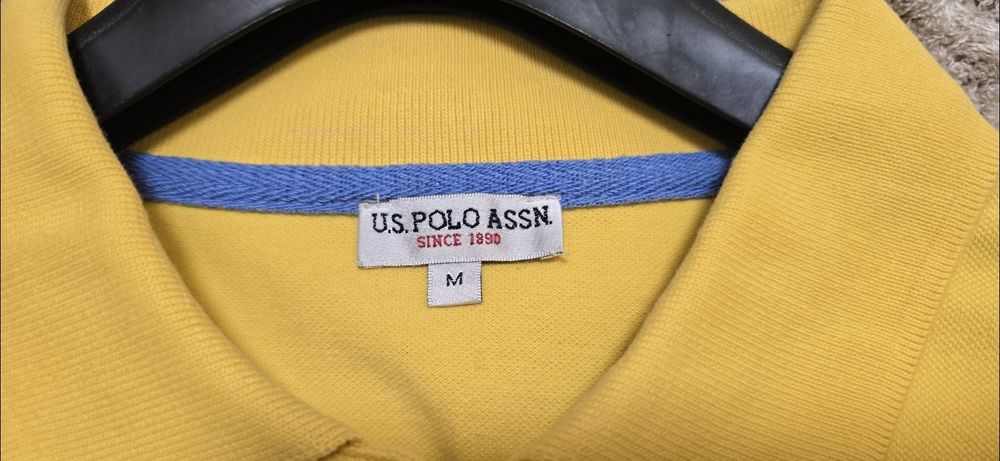 U.S. POLO ASSN.
SINCE 1890
M